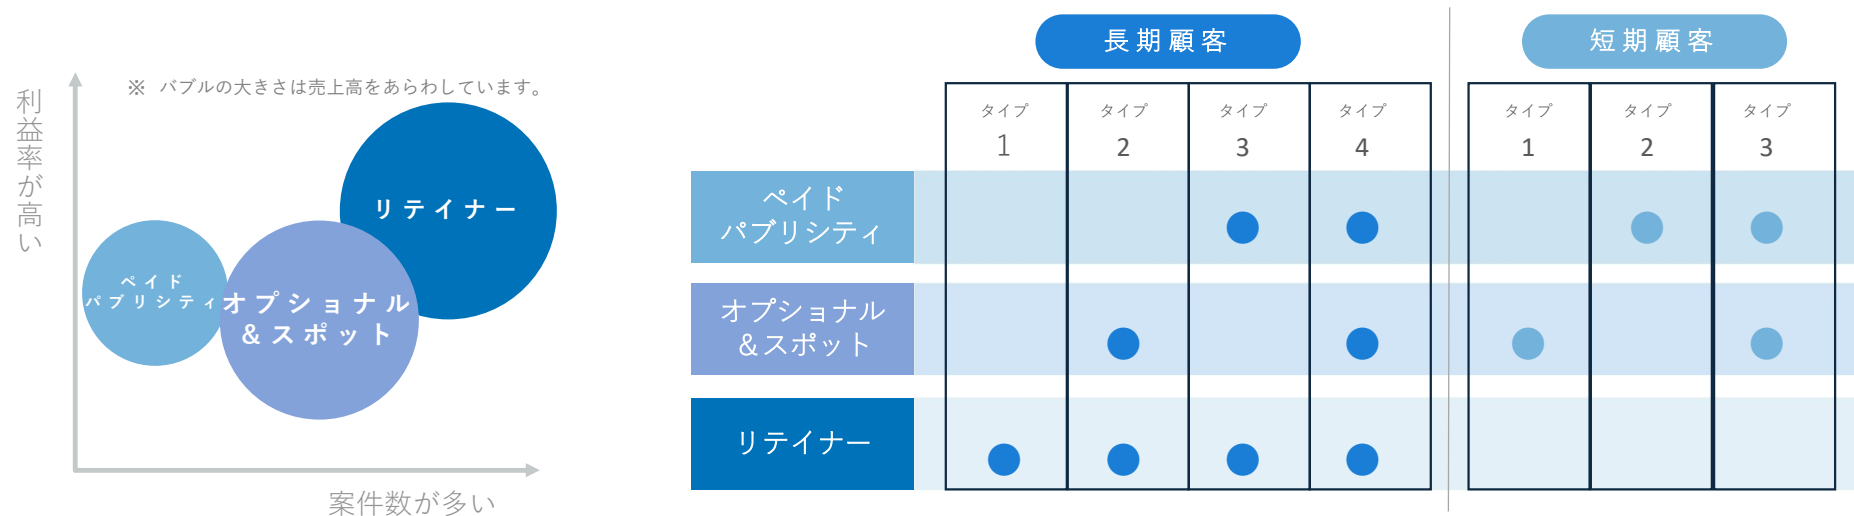 ※ バブルの大きさは売上高をあらわしています。
利益率が高い
リテイナー
ペイド
パブリシティ
オプショナル
&スポット
案件数が多い
長期顧客
短期顧客
タイプ
1
タイプ
2
タイプ
3
タイプ
4
タイプ
1
タイプ
2
タイプ
3
ペイド
パブリシティ
オプショナル
&スポット
リテイナー